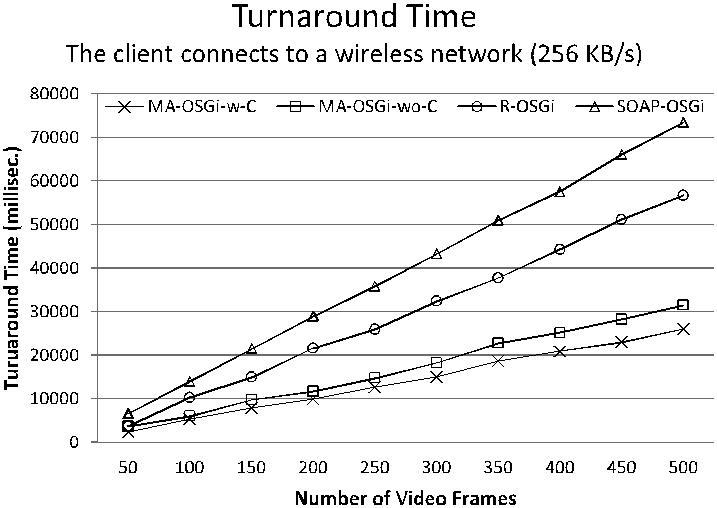 Turnaround Time
The client connects to a wireless network (256 KB/s)
80000
MA-OSGi-w-C MA-OSGi-wo-C R-OSGi SOAP-OSGi
70000
60000
50000
40000
30000
20000
10000
0
Turuaround Time (millisec.)
50 100 150 200 250 300 350 400 450 500
Number of Video Frames